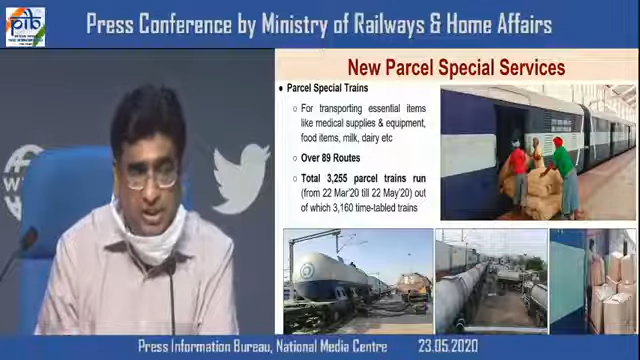 pib
Press Conference by Ministry of Railways & Home Affairs
New Parcel Special Services
• Parcel Special Trains
○ For transporting essential items
like medical supplies & equipment,
food items, milk, dairy etc
○ Over 89 Routes
○ Total 3,255 parcel trains run
(from 22 Mar'20 till 22 May'20) out
of which 3,160 time-tabled trains
W
Press Information Bureau, National Media Centre 23.05.2020